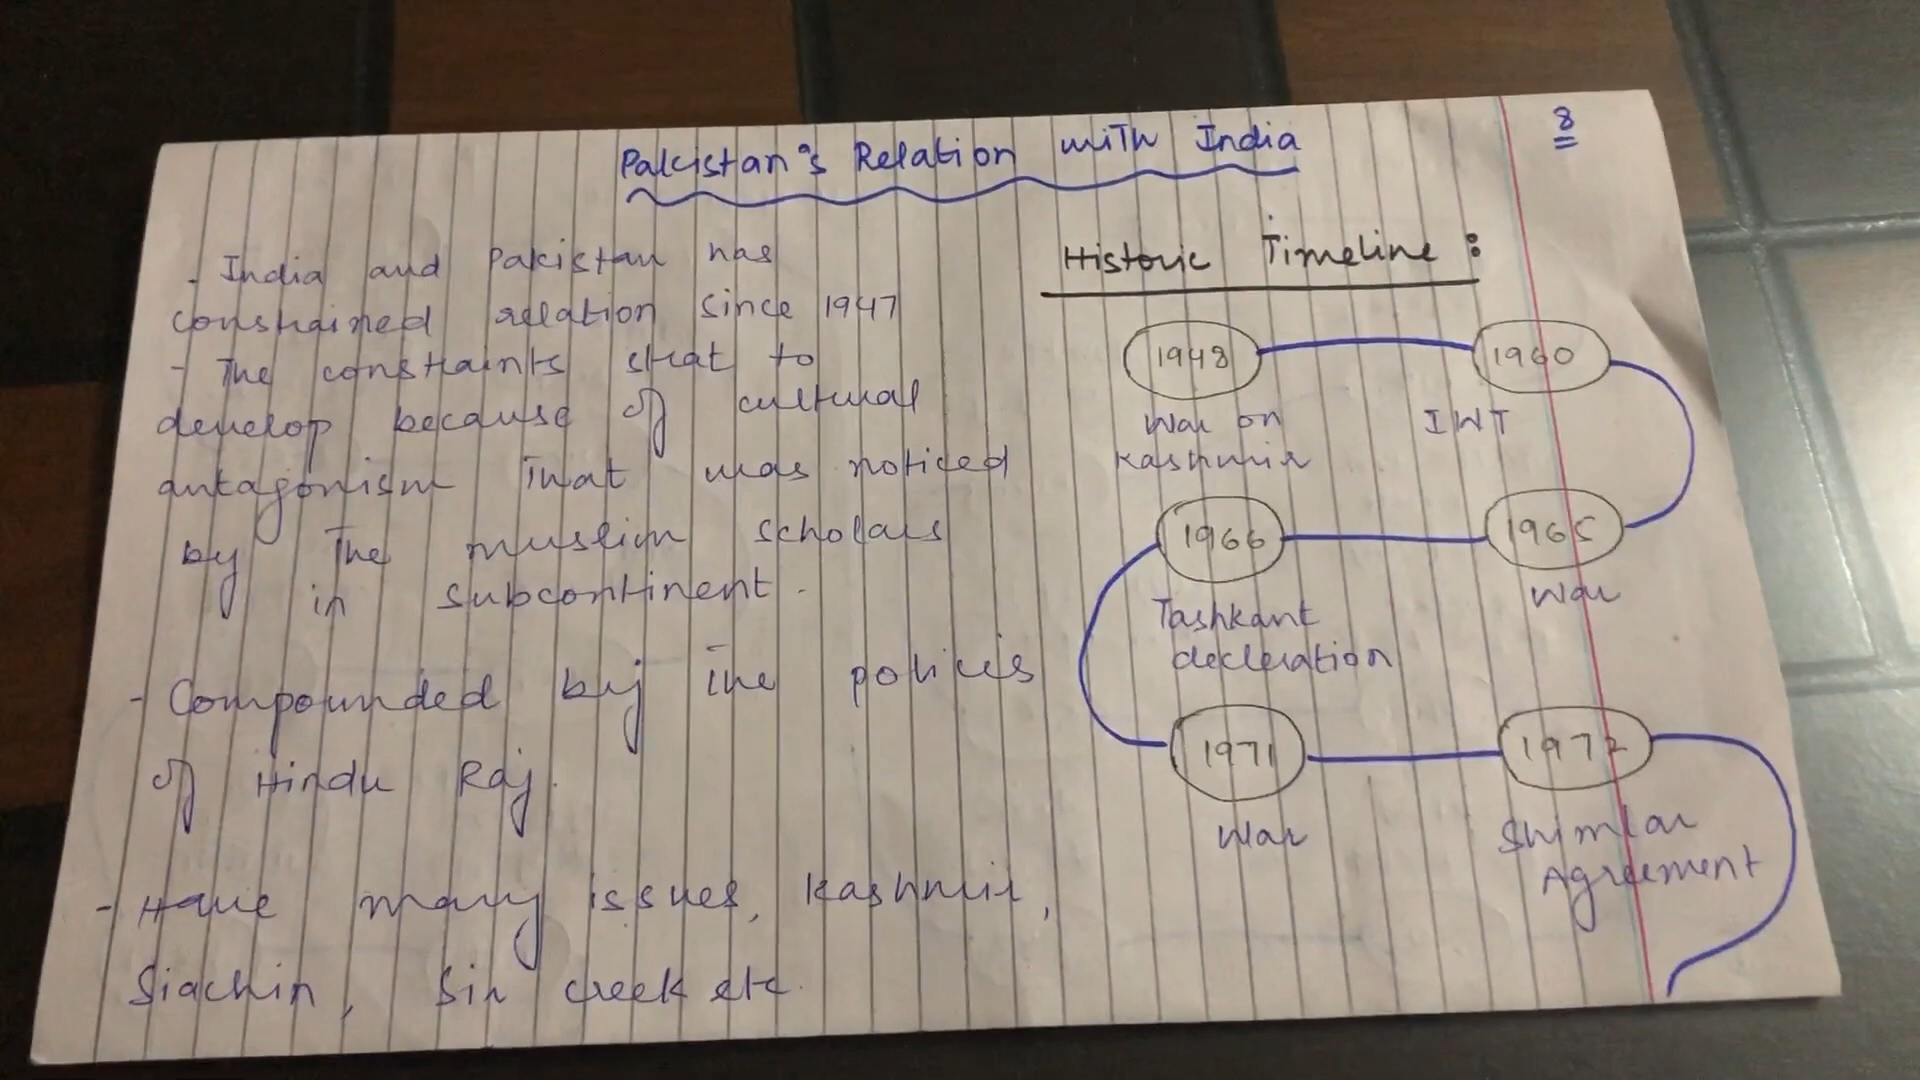 Pakistan's Relation with India
8
- India and Pakistan has
constrained relation since 1947
- The constraints strat to
develop because of cultural
antagonism that was noticed
by the muslim scholars
in subcontinent.
- Compounded by the policies
of Hindu Raj.
- Have many issues, Kashmir,
Siachin, Sir creek etc.
Historic Timeline :
1948 1960
War on IWT
Kashmir
1966 1965
Tashkant War
decleration
1971 1972
War Shimlar
Agreement